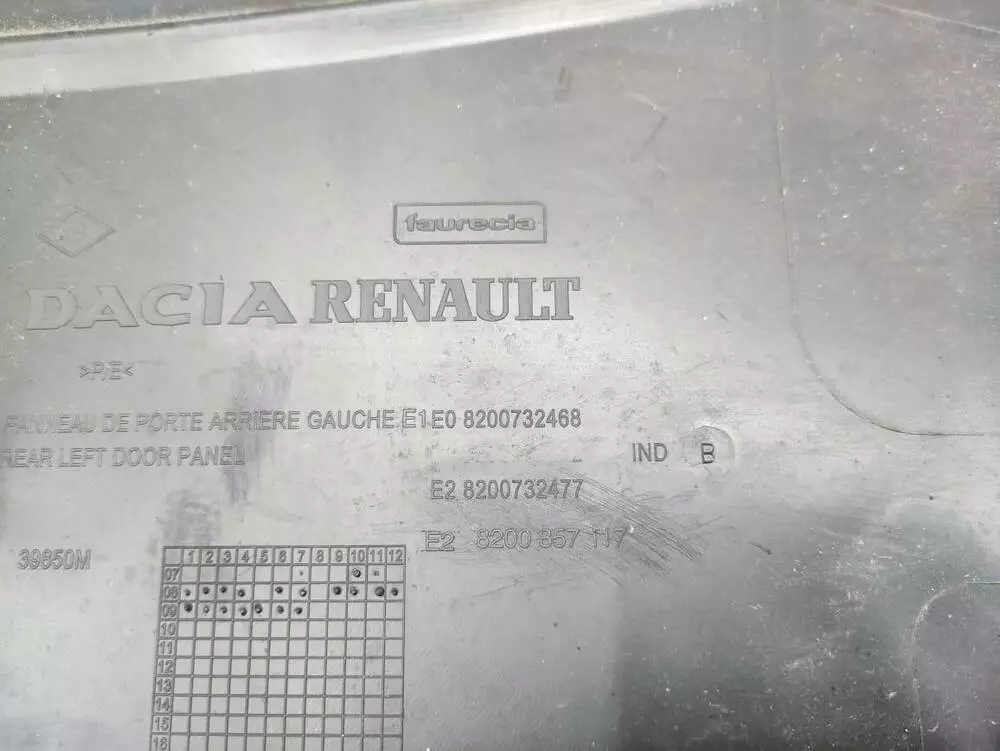 faurecia
DACIA RENAULT
>P/E<
PANNEAU DE PORTE ARRIERE GAUCHE E1E0 8200732468
REAR LEFT DOOR PANEL
IND B
E2 8200732477
E2 8200 867 117
39850M
1 2 3 4 5 6 7 8 9 10 11 12
07
08
09
10
11
12
13
14
15
16